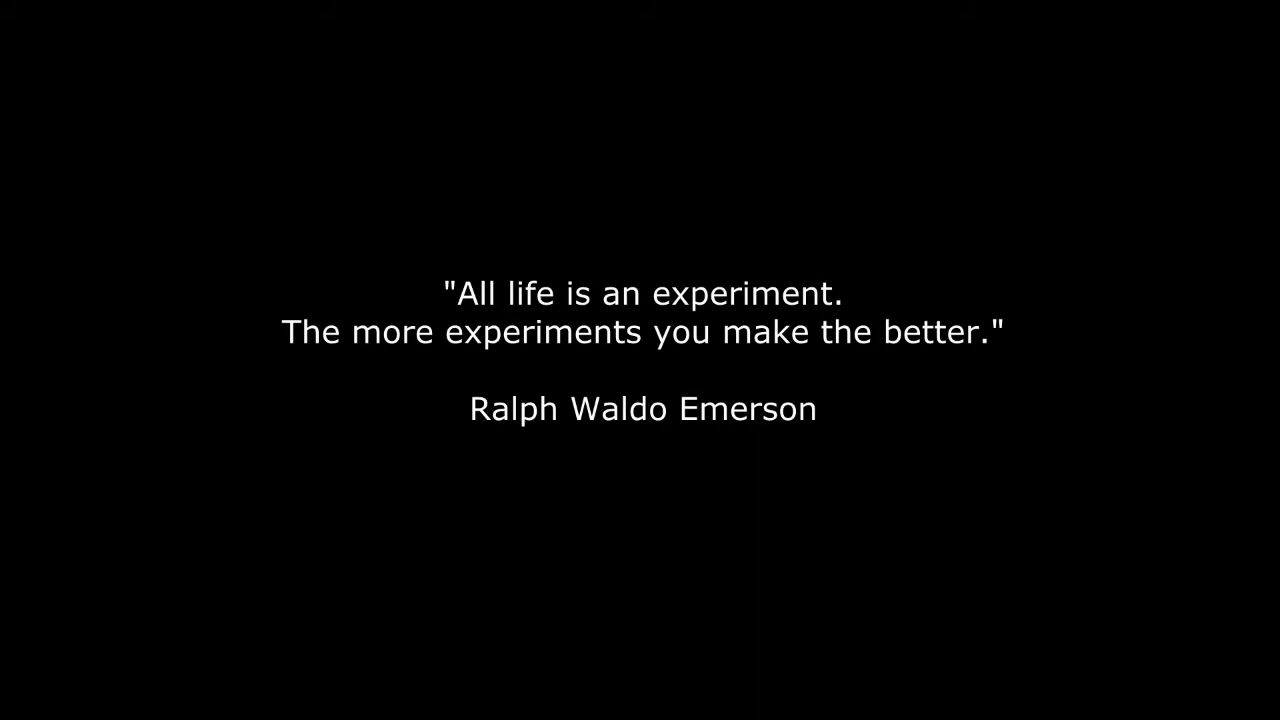 "All life is an experiment.
The more experiments you make the better."
Ralph Waldo Emerson